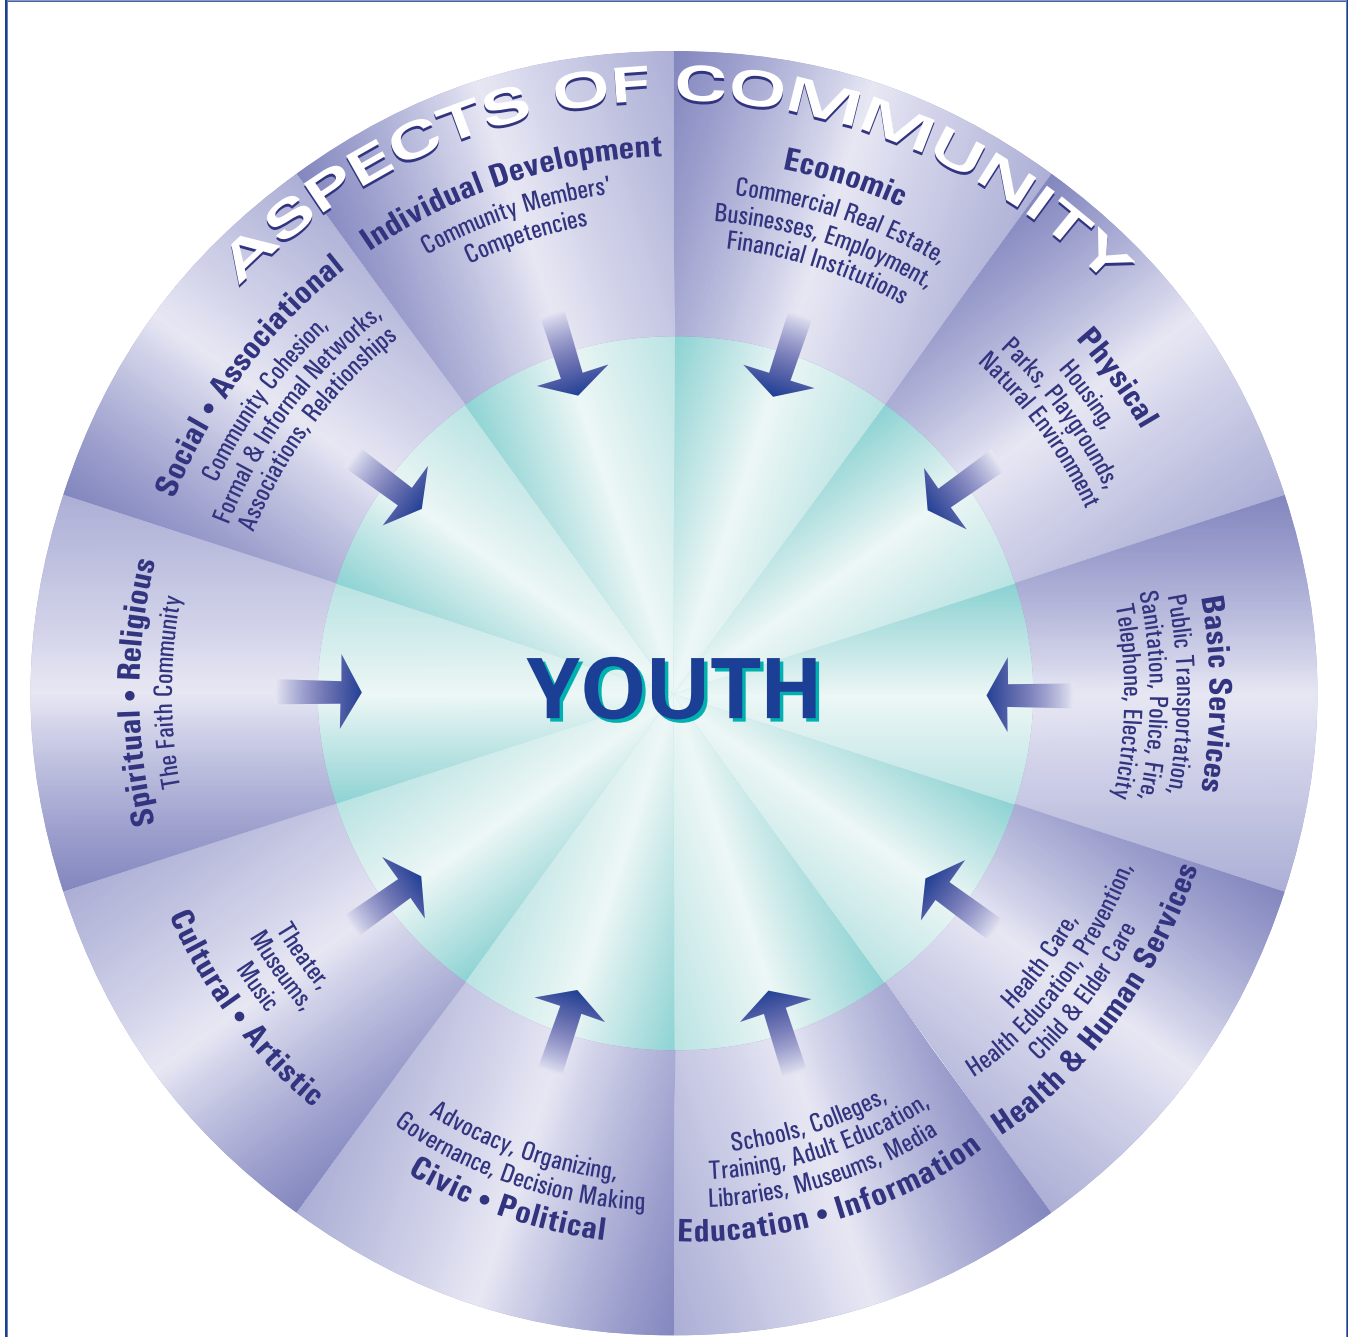 ASPECTS OF COMMUNITY
Individual Development
Community Members'
Competencies
Economic
Commercial Real Estate,
Businesses, Employment,
Financial Institutions
Physical
Housing,
Parks, Playgrounds,
Natural Environment
Basic Services
Public Transportation,
Sanitation, Police, Fire,
Telephone, Electricity
Health Care,
Health Education, Prevention,
Child & Elder Care
Health & Human Services
Schools, Colleges,
Training, Adult Education,
Libraries, Museums, Media
Education • Information
Advocacy, Organizing,
Governance, Decision Making
Civic • Political
Theater,
Museums,
Music
Cultural • Artistic
Spiritual • Religious
The Faith Community
Social • Associational
Community Cohesion,
Formal & Informal Networks,
Associations, Relationships
YOUTH